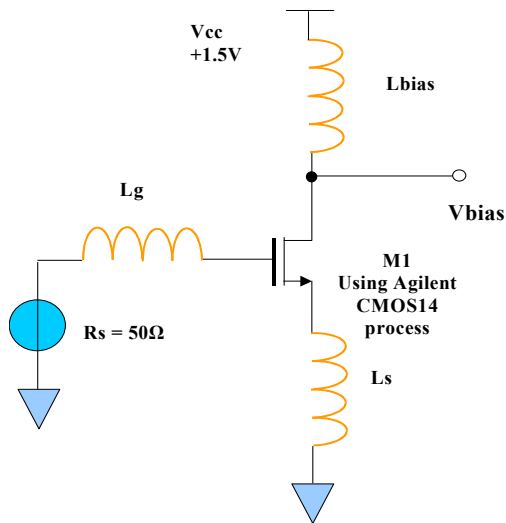 Vcc
+1.5V
Lbias
Lg
Vbias
M1
Using Agilent
CMOS14
process
Rs = 50Ω
Ls